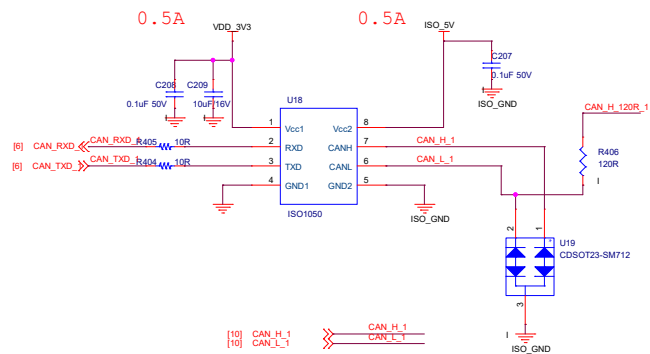 0.5A
0.5A
VDD_3V3
ISO_5V
C208
C209
C207
0.1uF 50V
0.1uF 50V
10uF/16V
ISO_GND
U18
CAN_H_120R_1
1
Vcc1
Vcc2
8
[6]
CAN_RXD_
CAN_RXD_1
R405
10R
2
RXD
CANH
7
CAN_H_1
[6]
CAN_TXD_
CAN_TXD_1
R404
10R
3
TXD
CANL
6
CAN_L_1
R406
120R
4
GND1
GND2
5
I
ISO1050
ISO_GND
2
1
U19
CDSOT23-SM712
3
I
ISO_GND
[10]
CAN_H_1
CAN_H_1
[10]
CAN_L_1
CAN_L_1